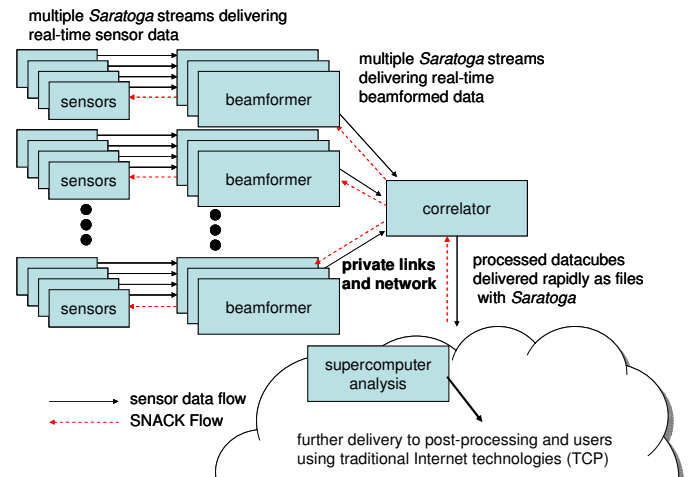 multiple Saratoga streams delivering
real-time sensor data
multiple Saratoga streams
delivering real-time
beamformed data
sensors
beamformer
sensors
beamformer
correlator
sensors
beamformer
private links
and network
processed datacubes
delivered rapidly as files
with Saratoga
supercomputer
analysis
sensor data flow
SNACK Flow
further delivery to post-processing and users
using traditional Internet technologies (TCP)